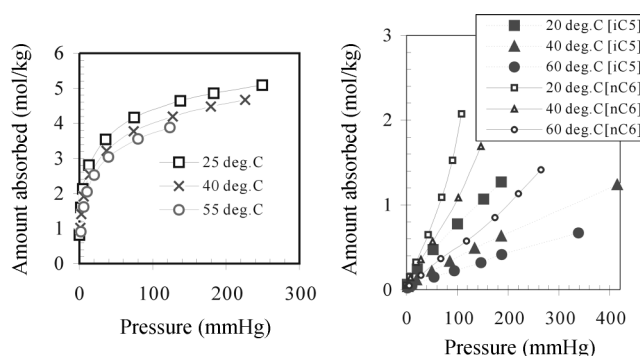 Amount absorbed (mol/kg)
6
5
4
3
2
1
0
25 deg.C
40 deg.C
55 deg.C
0
100
200
300
Pressure (mmHg)
Amount absorbed (mol/kg)
3
2
1
0
20 deg.C [iC5]
40 deg.C [iC5]
60 deg.C [iC5]
20 deg.C[nC6]
40 deg.C[nC6]
60 deg.C[nC6]
0
100
200
300
400
Pressure (mmHg)